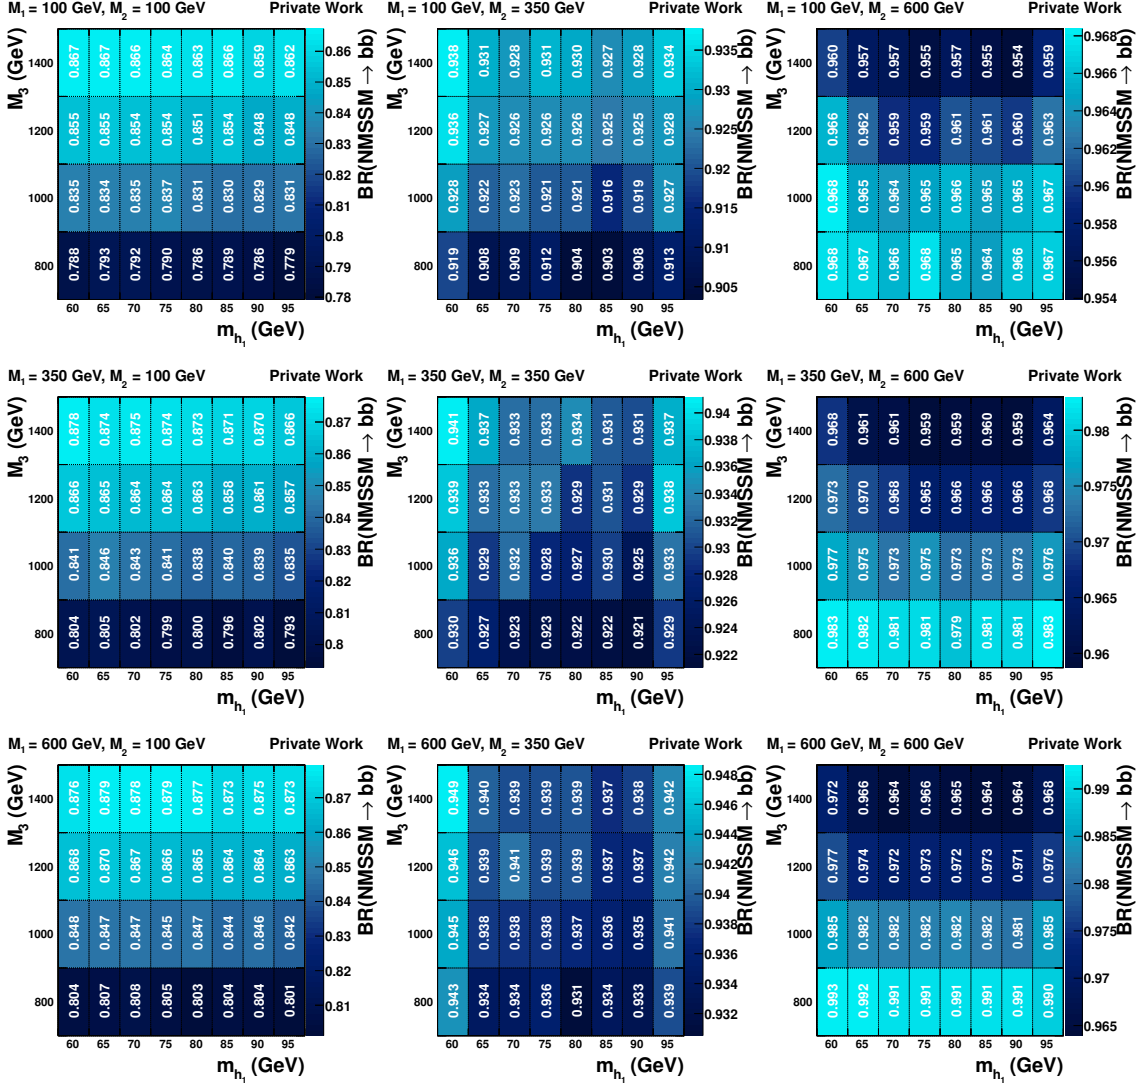 M₁ = 100 GeV, M₂ = 100 GeV Private Work
M₃ (GeV)
1400 0.867 0.867 0.866 0.864 0.863 0.866 0.859 0.862
1200 0.855 0.855 0.854 0.854 0.851 0.854 0.848 0.848
1000 0.835 0.834 0.835 0.837 0.831 0.830 0.829 0.831
800 0.788 0.793 0.792 0.790 0.786 0.789 0.786 0.779
60 65 70 75 80 85 90 95
m_h₁ (GeV)
0.86
0.85
0.84
0.83
0.82
0.81
0.8
0.79
0.78
BR(NMSSM → bb)
M₁ = 100 GeV, M₂ = 350 GeV Private Work
M₃ (GeV)
1400 0.938 0.931 0.928 0.931 0.930 0.927 0.928 0.934
1200 0.936 0.927 0.926 0.926 0.926 0.925 0.925 0.928
1000 0.928 0.922 0.923 0.921 0.921 0.916 0.919 0.927
800 0.919 0.908 0.909 0.912 0.904 0.903 0.908 0.913
60 65 70 75 80 85 90 95
m_h₁ (GeV)
0.935
0.93
0.925
0.92
0.915
0.91
0.905
BR(NMSSM → bb)
M₁ = 100 GeV, M₂ = 600 GeV Private Work
M₃ (GeV)
1400 0.960 0.957 0.957 0.955 0.957 0.955 0.954 0.959
1200 0.966 0.962 0.959 0.959 0.961 0.961 0.960 0.963
1000 0.968 0.965 0.964 0.965 0.966 0.965 0.965 0.967
800 0.968 0.967 0.966 0.968 0.965 0.964 0.966 0.967
60 65 70 75 80 85 90 95
m_h₁ (GeV)
0.968
0.966
0.964
0.962
0.96
0.958
0.956
0.954
BR(NMSSM → bb)
M₁ = 350 GeV, M₂ = 100 GeV Private Work
M₃ (GeV)
1400 0.878 0.874 0.875 0.874 0.873 0.871 0.870 0.866
1200 0.866 0.865 0.864 0.864 0.863 0.858 0.861 0.857
1000 0.841 0.846 0.843 0.841 0.838 0.840 0.839 0.835
800 0.804 0.805 0.802 0.799 0.800 0.796 0.802 0.793
60 65 70 75 80 85 90 95
m_h₁ (GeV)
0.87
0.86
0.85
0.84
0.83
0.82
0.81
0.8
BR(NMSSM → bb)
M₁ = 350 GeV, M₂ = 350 GeV Private Work
M₃ (GeV)
1400 0.941 0.937 0.933 0.933 0.934 0.931 0.931 0.937
1200 0.939 0.933 0.933 0.933 0.929 0.931 0.929 0.938
1000 0.936 0.929 0.932 0.928 0.927 0.930 0.925 0.933
800 0.930 0.927 0.923 0.923 0.922 0.922 0.921 0.929
60 65 70 75 80 85 90 95
m_h₁ (GeV)
0.94
0.938
0.936
0.934
0.932
0.93
0.928
0.926
0.924
0.922
BR(NMSSM → bb)
M₁ = 350 GeV, M₂ = 600 GeV Private Work
M₃ (GeV)
1400 0.968 0.961 0.961 0.959 0.959 0.960 0.959 0.964
1200 0.973 0.970 0.968 0.965 0.966 0.966 0.966 0.968
1000 0.977 0.975 0.973 0.975 0.973 0.973 0.973 0.976
800 0.983 0.982 0.981 0.981 0.979 0.981 0.981 0.983
60 65 70 75 80 85 90 95
m_h₁ (GeV)
0.98
0.975
0.97
0.965
0.96
BR(NMSSM → bb)
M₁ = 600 GeV, M₂ = 100 GeV Private Work
M₃ (GeV)
1400 0.876 0.879 0.878 0.879 0.877 0.873 0.875 0.873
1200 0.868 0.870 0.867 0.866 0.865 0.864 0.864 0.863
1000 0.848 0.847 0.847 0.845 0.847 0.844 0.846 0.842
800 0.804 0.807 0.808 0.805 0.803 0.804 0.804 0.801
60 65 70 75 80 85 90 95
m_h₁ (GeV)
0.87
0.86
0.85
0.84
0.83
0.82
0.81
BR(NMSSM → bb)
M₁ = 600 GeV, M₂ = 350 GeV Private Work
M₃ (GeV)
1400 0.949 0.940 0.939 0.939 0.939 0.937 0.938 0.942
1200 0.946 0.939 0.941 0.939 0.939 0.937 0.937 0.942
1000 0.945 0.938 0.938 0.938 0.937 0.936 0.935 0.941
800 0.943 0.934 0.934 0.936 0.931 0.934 0.933 0.939
60 65 70 75 80 85 90 95
m_h₁ (GeV)
0.948
0.946
0.944
0.942
0.94
0.938
0.936
0.934
0.932
BR(NMSSM → bb)
M₁ = 600 GeV, M₂ = 600 GeV Private Work
M₃ (GeV)
1400 0.972 0.966 0.964 0.966 0.965 0.964 0.964 0.968
1200 0.977 0.974 0.972 0.973 0.972 0.973 0.971 0.976
1000 0.985 0.982 0.982 0.982 0.982 0.982 0.981 0.985
800 0.993 0.992 0.991 0.991 0.991 0.991 0.991 0.990
60 65 70 75 80 85 90 95
m_h₁ (GeV)
0.99
0.985
0.98
0.975
0.97
0.965
BR(NMSSM → bb)